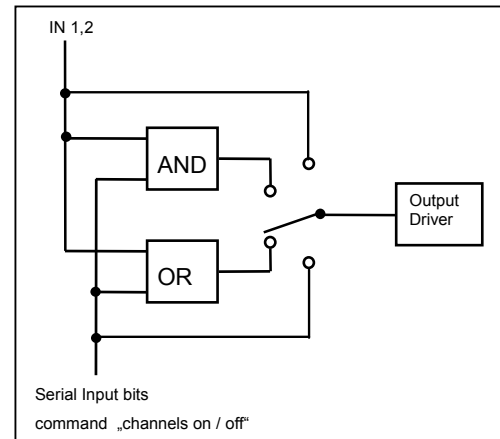 IN 1,2
AND
Output
Driver
OR
Serial Input bits
command „channels on / off“